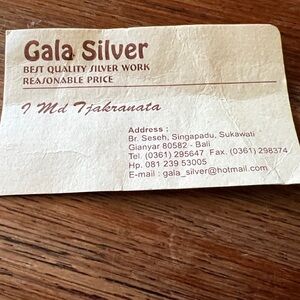 Gala Silver
BEST QUALITY SILVER WORK
REASONABLE PRICE
I Md Tjakranata
Address :
Br. Seseh, Singapadu, Sukawati
Gianyar 80582 - Bali
Tel. (0361) 295647 Fax. (0361) 298374
Hp. 081 239 53005
E-mail : gala_silver@hotmail.com